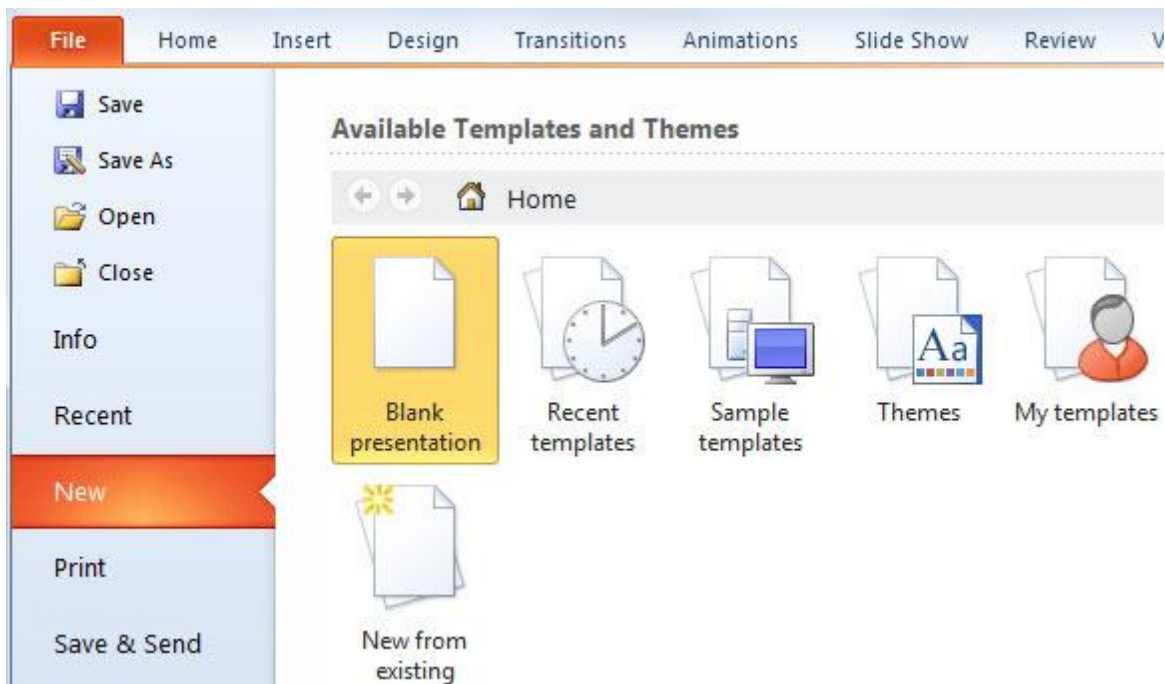 File Home Insert Design Transitions Animations Slide Show Review V
Save
Save As
Open
Close
Info
Recent
New
Print
Save & Send
Available Templates and Themes
Home
Blank presentation
Recent templates
Sample templates
Themes
My templates
New from existing
Aa